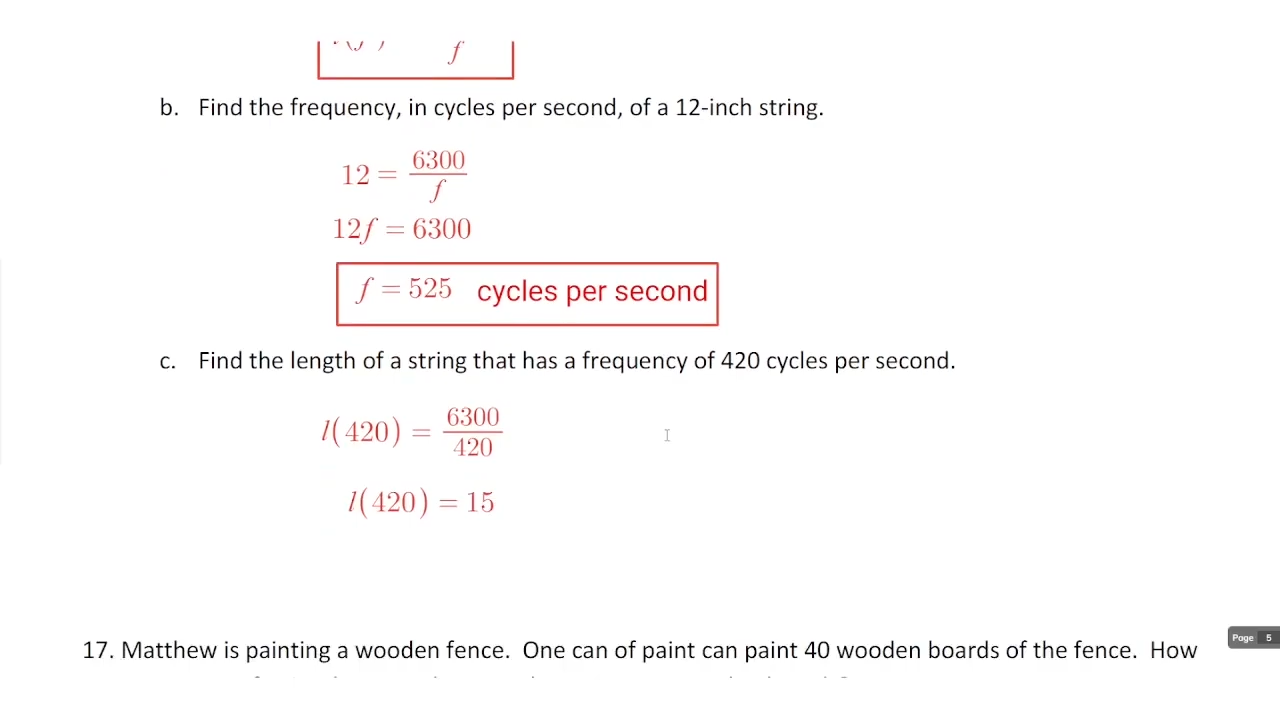 f
b. Find the frequency, in cycles per second, of a 12-inch string.
12 = 6300/f
12f = 6300
f = 525 cycles per second
c. Find the length of a string that has a frequency of 420 cycles per second.
l(420) = 6300/420
l(420) = 15
Page 5
17. Matthew is painting a wooden fence. One can of paint can paint 40 wooden boards of the fence. How